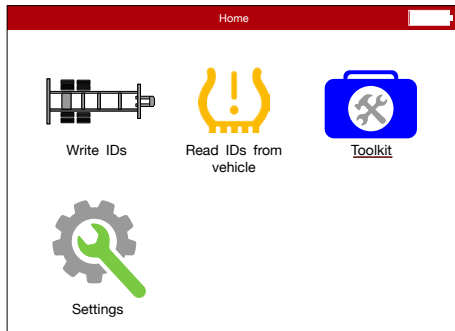 Home
Write IDs
Read IDs from
vehicle
Toolkit
Settings